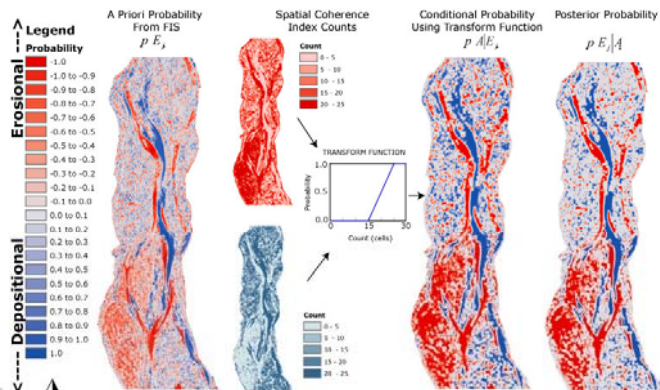 A Priori Probability
From FIS
p E
Spatial Coherence
Index Counts
Conditional Probability
Using Transform Function
p A|E
Posterior Probability
p E |A
Legend
Probability
-1.0
-1.0 to -0.9
-0.9 to -0.8
-0.8 to -0.7
-0.7 to -0.6
-0.6 to -0.5
-0.5 to -0.4
-0.4 to -0.3
-0.3 to -0.2
-0.2 to -0.1
-0.1 to 0.0
0.0 to 0.1
0.1 to 0.2
0.2 to 0.3
0.3 to 0.4
0.4 to 0.5
0.5 to 0.6
0.6 to 0.7
0.7 to 0.8
0.8 to 0.9
0.9 to 1.0
1.0
Erosional
Depositional
Count
0 - 5
5 - 10
10 - 15
15 - 20
20 - 25
TRANSFORM FUNCTION
1.0
0.5
0.0
Probability
0
15
30
Count (cells)
Count
0 - 5
5 - 10
10 - 15
15 - 20
20 - 25